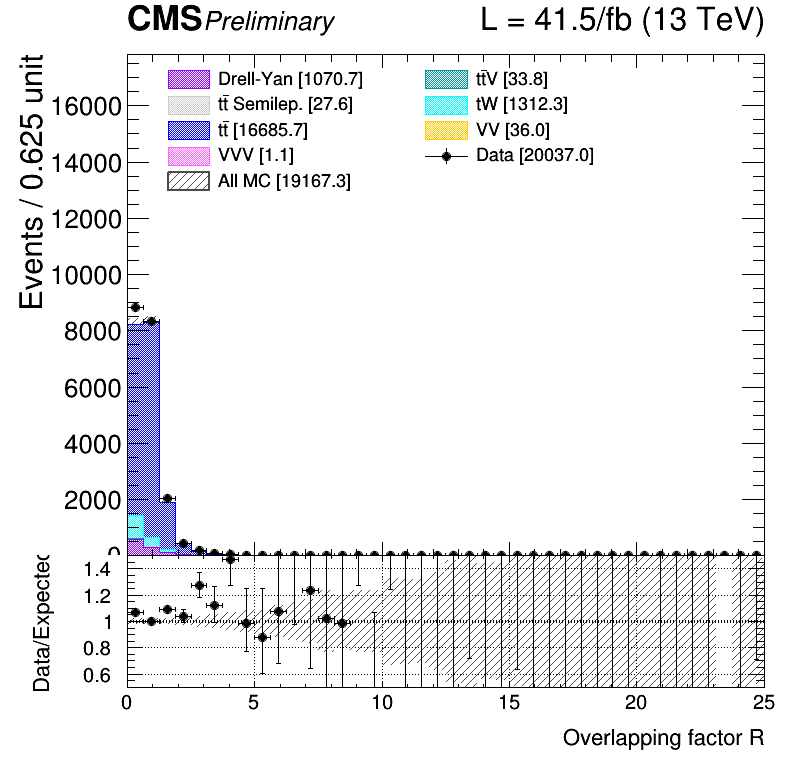 CMS Preliminary L = 41.5/fb (13 TeV)
Events / 0.625 unit
Drell-Yan [1070.7]
tt̄ Semilep. [27.6]
tt̄ [16685.7]
VVV [1.1]
All MC [19167.3]
tt̄V [33.8]
tW [1312.3]
VV [36.0]
Data [20037.0]
16000
14000
12000
10000
8000
6000
4000
2000
0
Data/Expected
1.4
1.2
1
0.8
0.6
0 5 10 15 20 25
Overlapping factor R